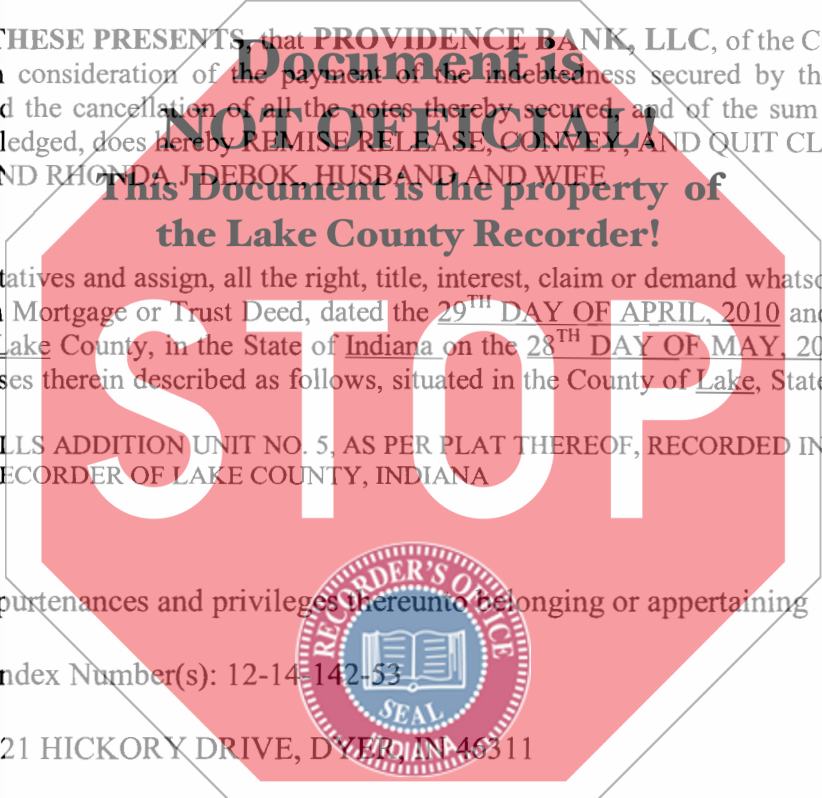 THESE PRESENTS, that PROVIDENCE BANK, LLC, of the C
consideration of the payment of the indebtedness secured by the
d the cancellation of all the notes thereby secured, and of the sum
ledged, does hereby REMISE RELEASE, CONVEY, AND QUIT CL
ND RHONDA J DEBOK, HUSBAND AND WIFE
Document is
NOT OFFICIAL!
This Document is the property of
the Lake County Recorder!
tatives and assign, all the right, title, interest, claim or demand whatso
Mortgage or Trust Deed, dated the 29TH DAY OF APRIL, 2010 and
Lake County, in the State of Indiana on the 28TH DAY OF MAY, 20
ses therein described as follows, situated in the County of Lake, State
STOP
LLS ADDITION UNIT NO. 5, AS PER PLAT THEREOF, RECORDED IN
ECORDER OF LAKE COUNTY, INDIANA
purtenances and privileges thereunto belonging or appertaining
ndex Number(s): 12-14-142-53
21 HICKORY DRIVE, DYER, IN 46311
RECORDER'S OFFICE
SEAL
INDIANA